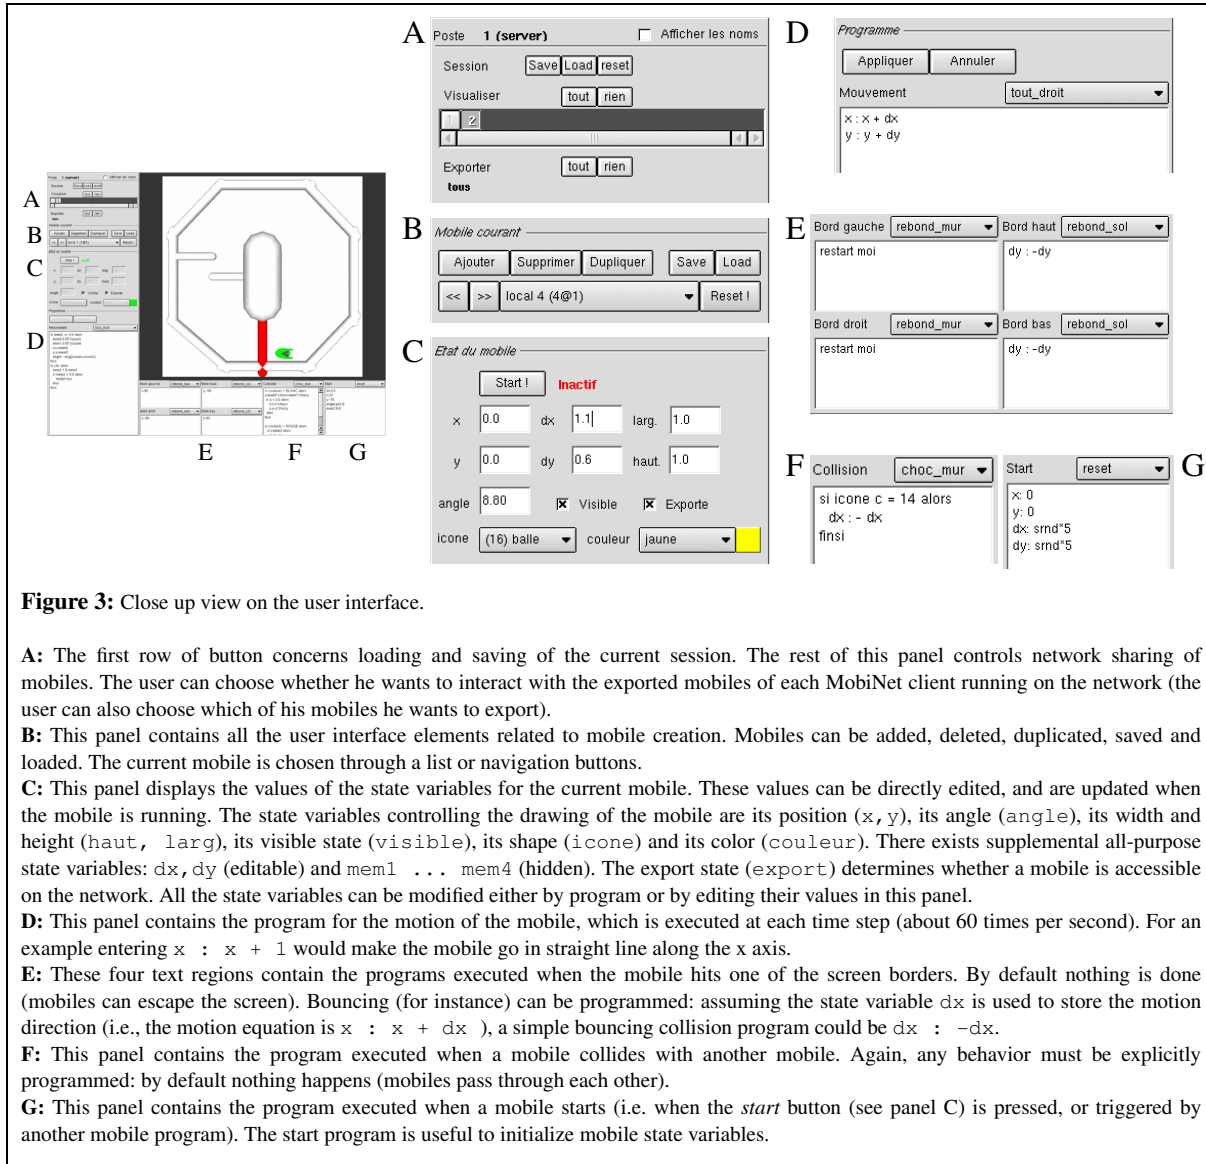 A
Poste 1 (server) Afficher les noms
Session Save Load reset
Visualiser tout rien
1 2
Exporter tout rien
tous
B
Mobile courant
Ajouter Supprimer Dupliquer Save Load
<< >> local 4 (4@1) Reset !
C
Etat du mobile
Start ! Inactif
x 0.0 dx 1.1 larg. 1.0
y 0.0 dy 0.6 haut. 1.0
angle 8.80 Visible Exporte
icone (16) balle couleur jaune
D
Programme
Appliquer Annuler
Mouvement tout_droit
x : x + dx
y : y + dy
E
Bord gauche rebond_mur Bord haut rebond_sol
restart moi dy : -dy
Bord droit rebond_mur Bord bas rebond_sol
restart moi dy : -dy
F
Collision choc_mur
si icone c = 14 alors
dx : - dx
finsi
G
Start reset
x: 0
y: 0
dx: srnd*5
dy: srnd*5
A
B
C
D
E F G
Figure 3: Close up view on the user interface.
A: The first row of button concerns loading and saving of the current session. The rest of this panel controls network sharing of
mobiles. The user can choose whether he wants to interact with the exported mobiles of each MobiNet client running on the network (the
user can also choose which of his mobiles he wants to export).
B: This panel contains all the user interface elements related to mobile creation. Mobiles can be added, deleted, duplicated, saved and
loaded. The current mobile is chosen through a list or navigation buttons.
C: This panel displays the values of the state variables for the current mobile. These values can be directly edited, and are updated when
the mobile is running. The state variables controlling the drawing of the mobile are its position (x,y), its angle (angle), its width and
height (haut, larg), its visible state (visible), its shape (icone) and its color (couleur). There exists supplemental all-purpose
state variables: dx,dy (editable) and mem1 ... mem4 (hidden). The export state (export) determines whether a mobile is accessible
on the network. All the state variables can be modified either by program or by editing their values in this panel.
D: This panel contains the program for the motion of the mobile, which is executed at each time step (about 60 times per second). For an
example entering x : x + 1 would make the mobile go in straight line along the x axis.
E: These four text regions contain the programs executed when the mobile hits one of the screen borders. By default nothing is done
(mobiles can escape the screen). Bouncing (for instance) can be programmed: assuming the state variable dx is used to store the motion
direction (i.e., the motion equation is x : x + dx ), a simple bouncing collision program could be dx : -dx.
F: This panel contains the program executed when a mobile collides with another mobile. Again, any behavior must be explicitly
programmed: by default nothing happens (mobiles pass through each other).
G: This panel contains the program executed when a mobile starts (i.e. when the start button (see panel C) is pressed, or triggered by
another mobile program). The start program is useful to initialize mobile state variables.